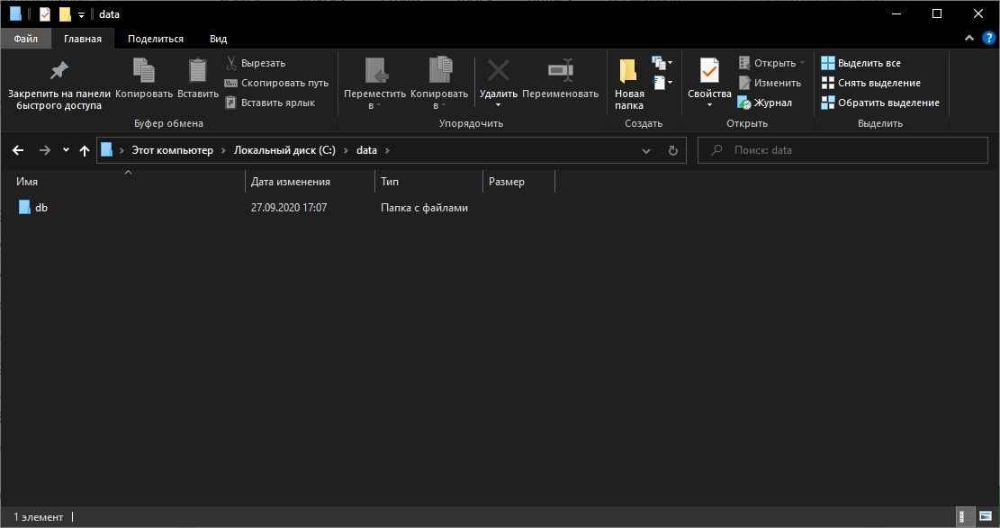 data
Файл Главная Поделиться Вид
Закрепить на панели быстрого доступа
Копировать
Вставить
Вырезать
Скопировать путь
Вставить ярлык
Буфер обмена
Переместить в
Копировать в
Удалить
Переименовать
Упорядочить
Новая папка
Создать
Свойства
Открыть
Изменить
Журнал
Открыть
Выделить все
Снять выделение
Обратить выделение
Выделить
Этот компьютер > Локальный диск (C:) > data >
Поиск: data
Имя Дата изменения Тип Размер
db 27.09.2020 17:07 Папка с файлами
1 элемент